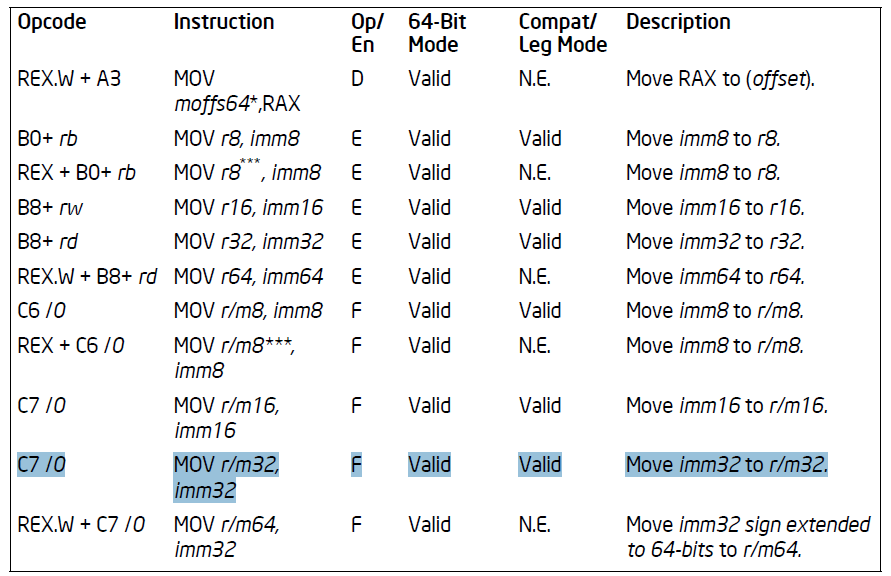 Opcode Instruction Op/ 64-Bit Compat/ Description
En Mode Leg Mode
REX.W + A3 MOV D Valid N.E. Move RAX to (offset).
moffs64*,RAX
B0+ rb MOV r8, imm8 E Valid Valid Move imm8 to r8.
REX + B0+ rb MOV r8***, imm8 E Valid N.E. Move imm8 to r8.
B8+ rw MOV r16, imm16 E Valid Valid Move imm16 to r16.
B8+ rd MOV r32, imm32 E Valid Valid Move imm32 to r32.
REX.W + B8+ rd MOV r64, imm64 E Valid N.E. Move imm64 to r64.
C6 /0 MOV r/m8, imm8 F Valid Valid Move imm8 to r/m8.
REX + C6 /0 MOV r/m8***, F Valid N.E. Move imm8 to r/m8.
imm8
C7 /0 MOV r/m16, F Valid Valid Move imm16 to r/m16.
imm16
C7 /0 MOV r/m32, F Valid Valid Move imm32 to r/m32.
imm32
REX.W + C7 /0 MOV r/m64, F Valid N.E. Move imm32 sign extended
imm32 to 64-bits to r/m64.